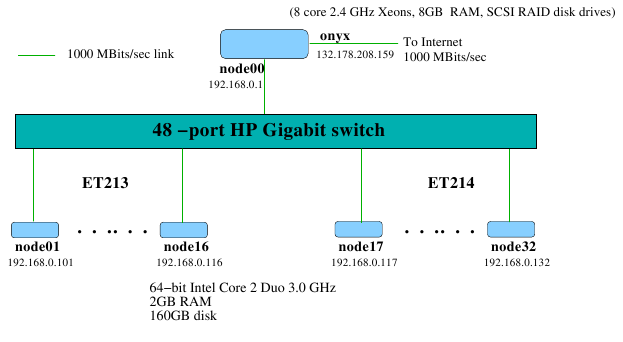 (8 core 2.4 GHz Xeons, 8GB RAM, SCSI RAID disk drives)
onyx
1000 MBits/sec link
To Internet
132.178.208.159
1000 MBits/sec
node00
192.168.0.1
48 −port HP Gigabit switch
ET213
ET214
node01
node16
node17
node32
192.168.0.101
192.168.0.116
192.168.0.117
192.168.0.132
64−bit Intel Core 2 Duo 3.0 GHz
2GB RAM
160GB disk